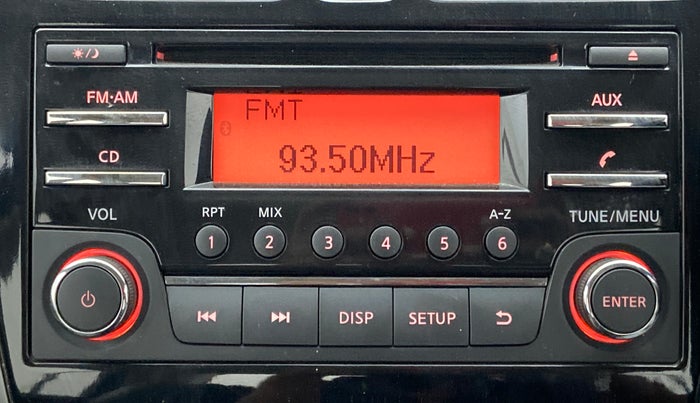 FM·AM
AUX
FMT
93.50MHz
CD
VOL
RPT MIX A-Z
TUNE/MENU
1 2 3 4 5 6
ENTER
DISP SETUP